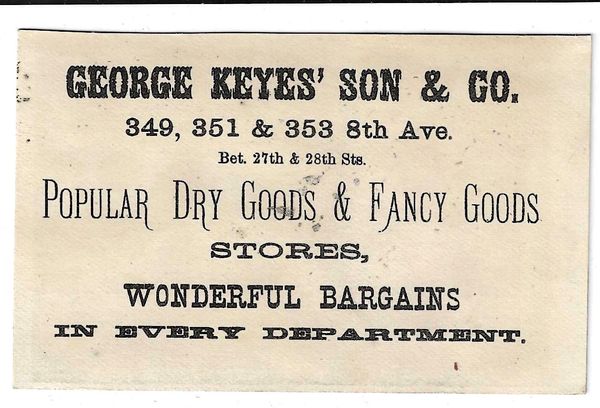 GEORGE KEYES' SON & CO.
349, 351 & 353 8th Ave.
Bet. 27th & 28th Sts.
POPULAR DRY GOODS & FANCY GOODS
STORES,
WONDERFUL BARGAINS
IN EVERY DEPARTMENT.